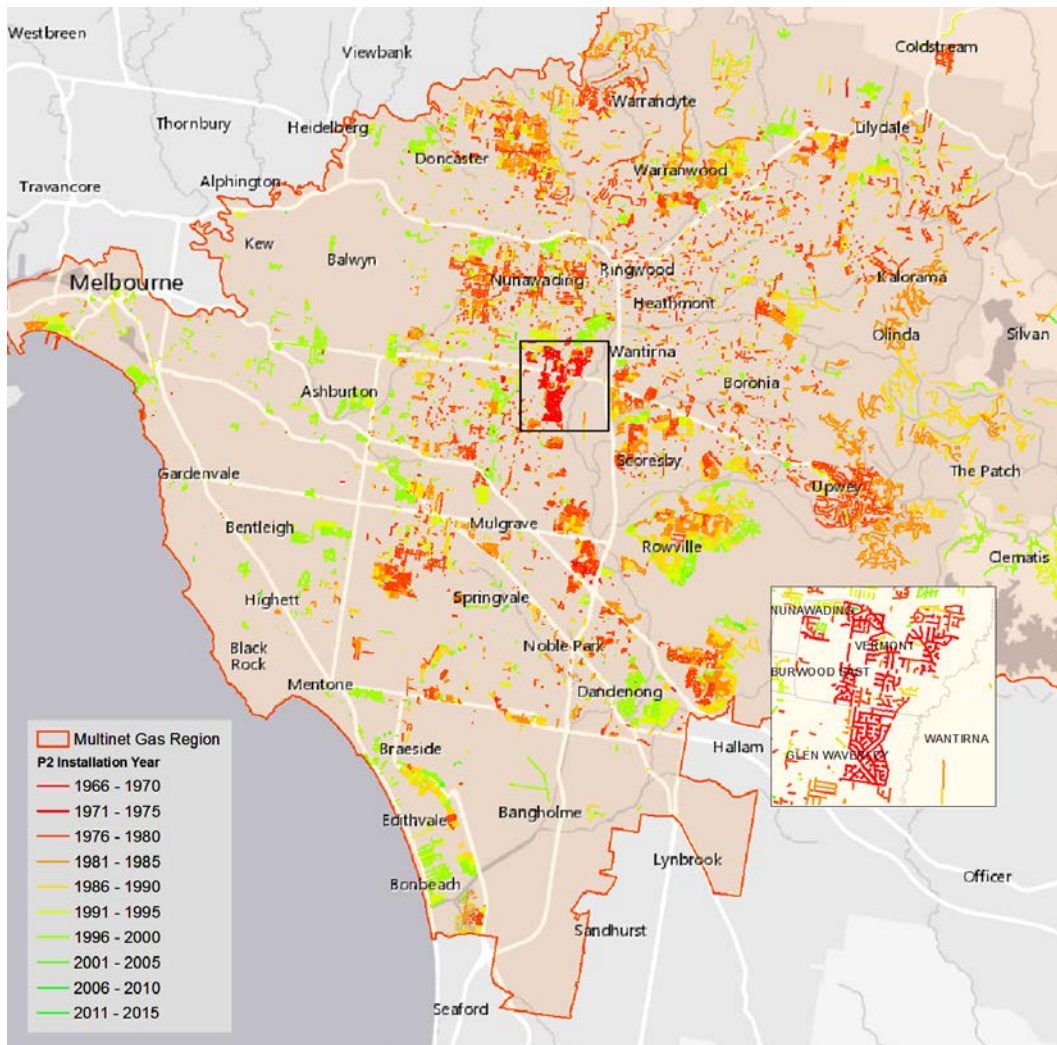 Westbreen
Viewbank
Coldstream
Thornbury
Heidelberg
Warrandyte
Lilydale
Doncaster
Travancore
Alphington
Warranwood
Kew
Balwyn
Melbourne
Nunawading
Ringwood
Heathmont
Kalorama
Olinda
Silvan
Wantirna
Ashburton
Boronia
Gardenvale
Scoresby
The Patch
Upwey
Bentleigh
Mulgrave
Rowville
Clematis
Highett
Springvale
Black
Rock
Noble Park
Mentone
Dandenong
NUNAWADING
VERMONT
BURWOOD EAST
WANTIRNA
GLEN WAVERLEY
Hallam
Braeside
Edithvale
Bangholme
Lynbrook
Officer
Bonbeach
Sandhurst
Seaford
Multinet Gas Region
P2 Installation Year
1966 - 1970
1971 - 1975
1976 - 1980
1981 - 1985
1986 - 1990
1991 - 1995
1996 - 2000
2001 - 2005
2006 - 2010
2011 - 2015